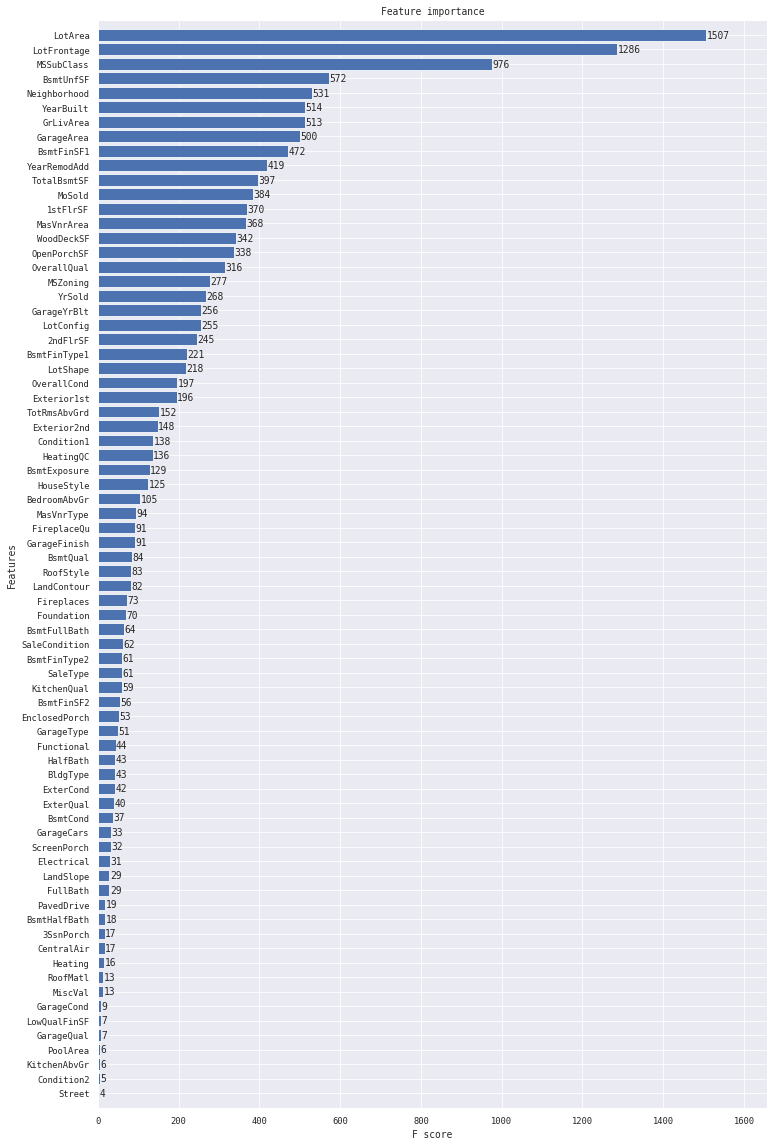 Feature importance
LotArea 1507
LotFrontage 1286
MSSubClass 976
BsmtUnfSF 572
Neighborhood 531
YearBuilt 514
GrLivArea 513
GarageArea 500
BsmtFinSF1 472
YearRemodAdd 419
TotalBsmtSF 397
MoSold 384
1stFlrSF 370
MasVnrArea 368
WoodDeckSF 342
OpenPorchSF 338
OverallQual 316
MSZoning 277
YrSold 268
GarageYrBlt 256
LotConfig 255
2ndFlrSF 245
BsmtFinType1 221
LotShape 218
OverallCond 197
Exterior1st 196
TotRmsAbvGrd 152
Exterior2nd 148
Condition1 138
HeatingQC 136
BsmtExposure 129
HouseStyle 125
BedroomAbvGr 105
MasVnrType 94
FireplaceQu 91
GarageFinish 91
BsmtQual 84
RoofStyle 83
LandContour 82
Fireplaces 73
Foundation 70
BsmtFullBath 64
SaleCondition 62
BsmtFinType2 61
SaleType 61
KitchenQual 59
BsmtFinSF2 56
EnclosedPorch 53
GarageType 51
Functional 44
HalfBath 43
BldgType 43
ExterCond 42
ExterQual 40
BsmtCond 37
GarageCars 33
ScreenPorch 32
Electrical 31
LandSlope 29
FullBath 29
PavedDrive 19
BsmtHalfBath 18
3SsnPorch 17
CentralAir 17
Heating 16
RoofMatl 13
MiscVal 13
GarageCond 9
LowQualFinSF 7
GarageQual 7
PoolArea 6
KitchenAbvGr 6
Condition2 5
Street 4
Features
0 200 400 600 800 1000 1200 1400 1600
F score